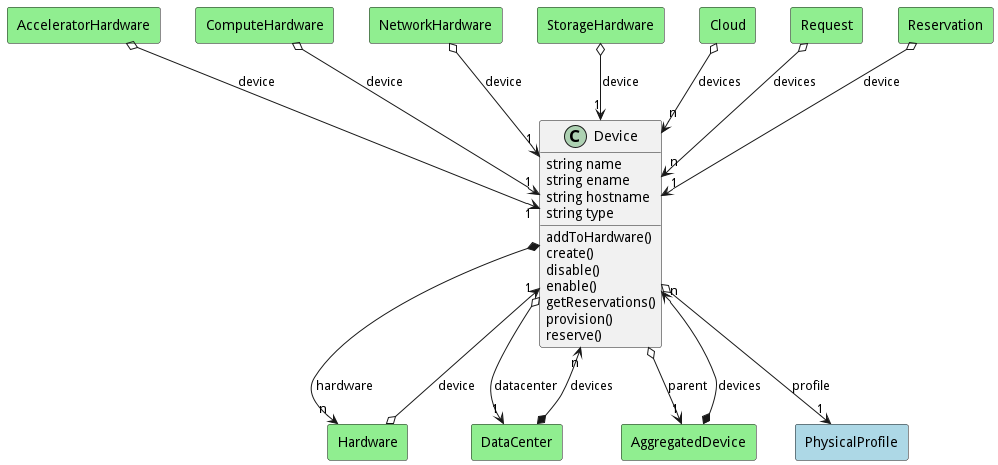 AcceleratorHardware
ComputeHardware
NetworkHardware
StorageHardware
Cloud
Request
Reservation
device
device
device
device
devices
devices
device
1
n
1
1
1
n
1
1
C Device
string name
string ename
string hostname
string type
addToHardware()
create()
disable()
enable()
getReservations()
provision()
reserve()
1
n
n
hardware
device
datacenter
devices
parent
devices
profile
n
1
1
1
Hardware
DataCenter
AggregatedDevice
PhysicalProfile